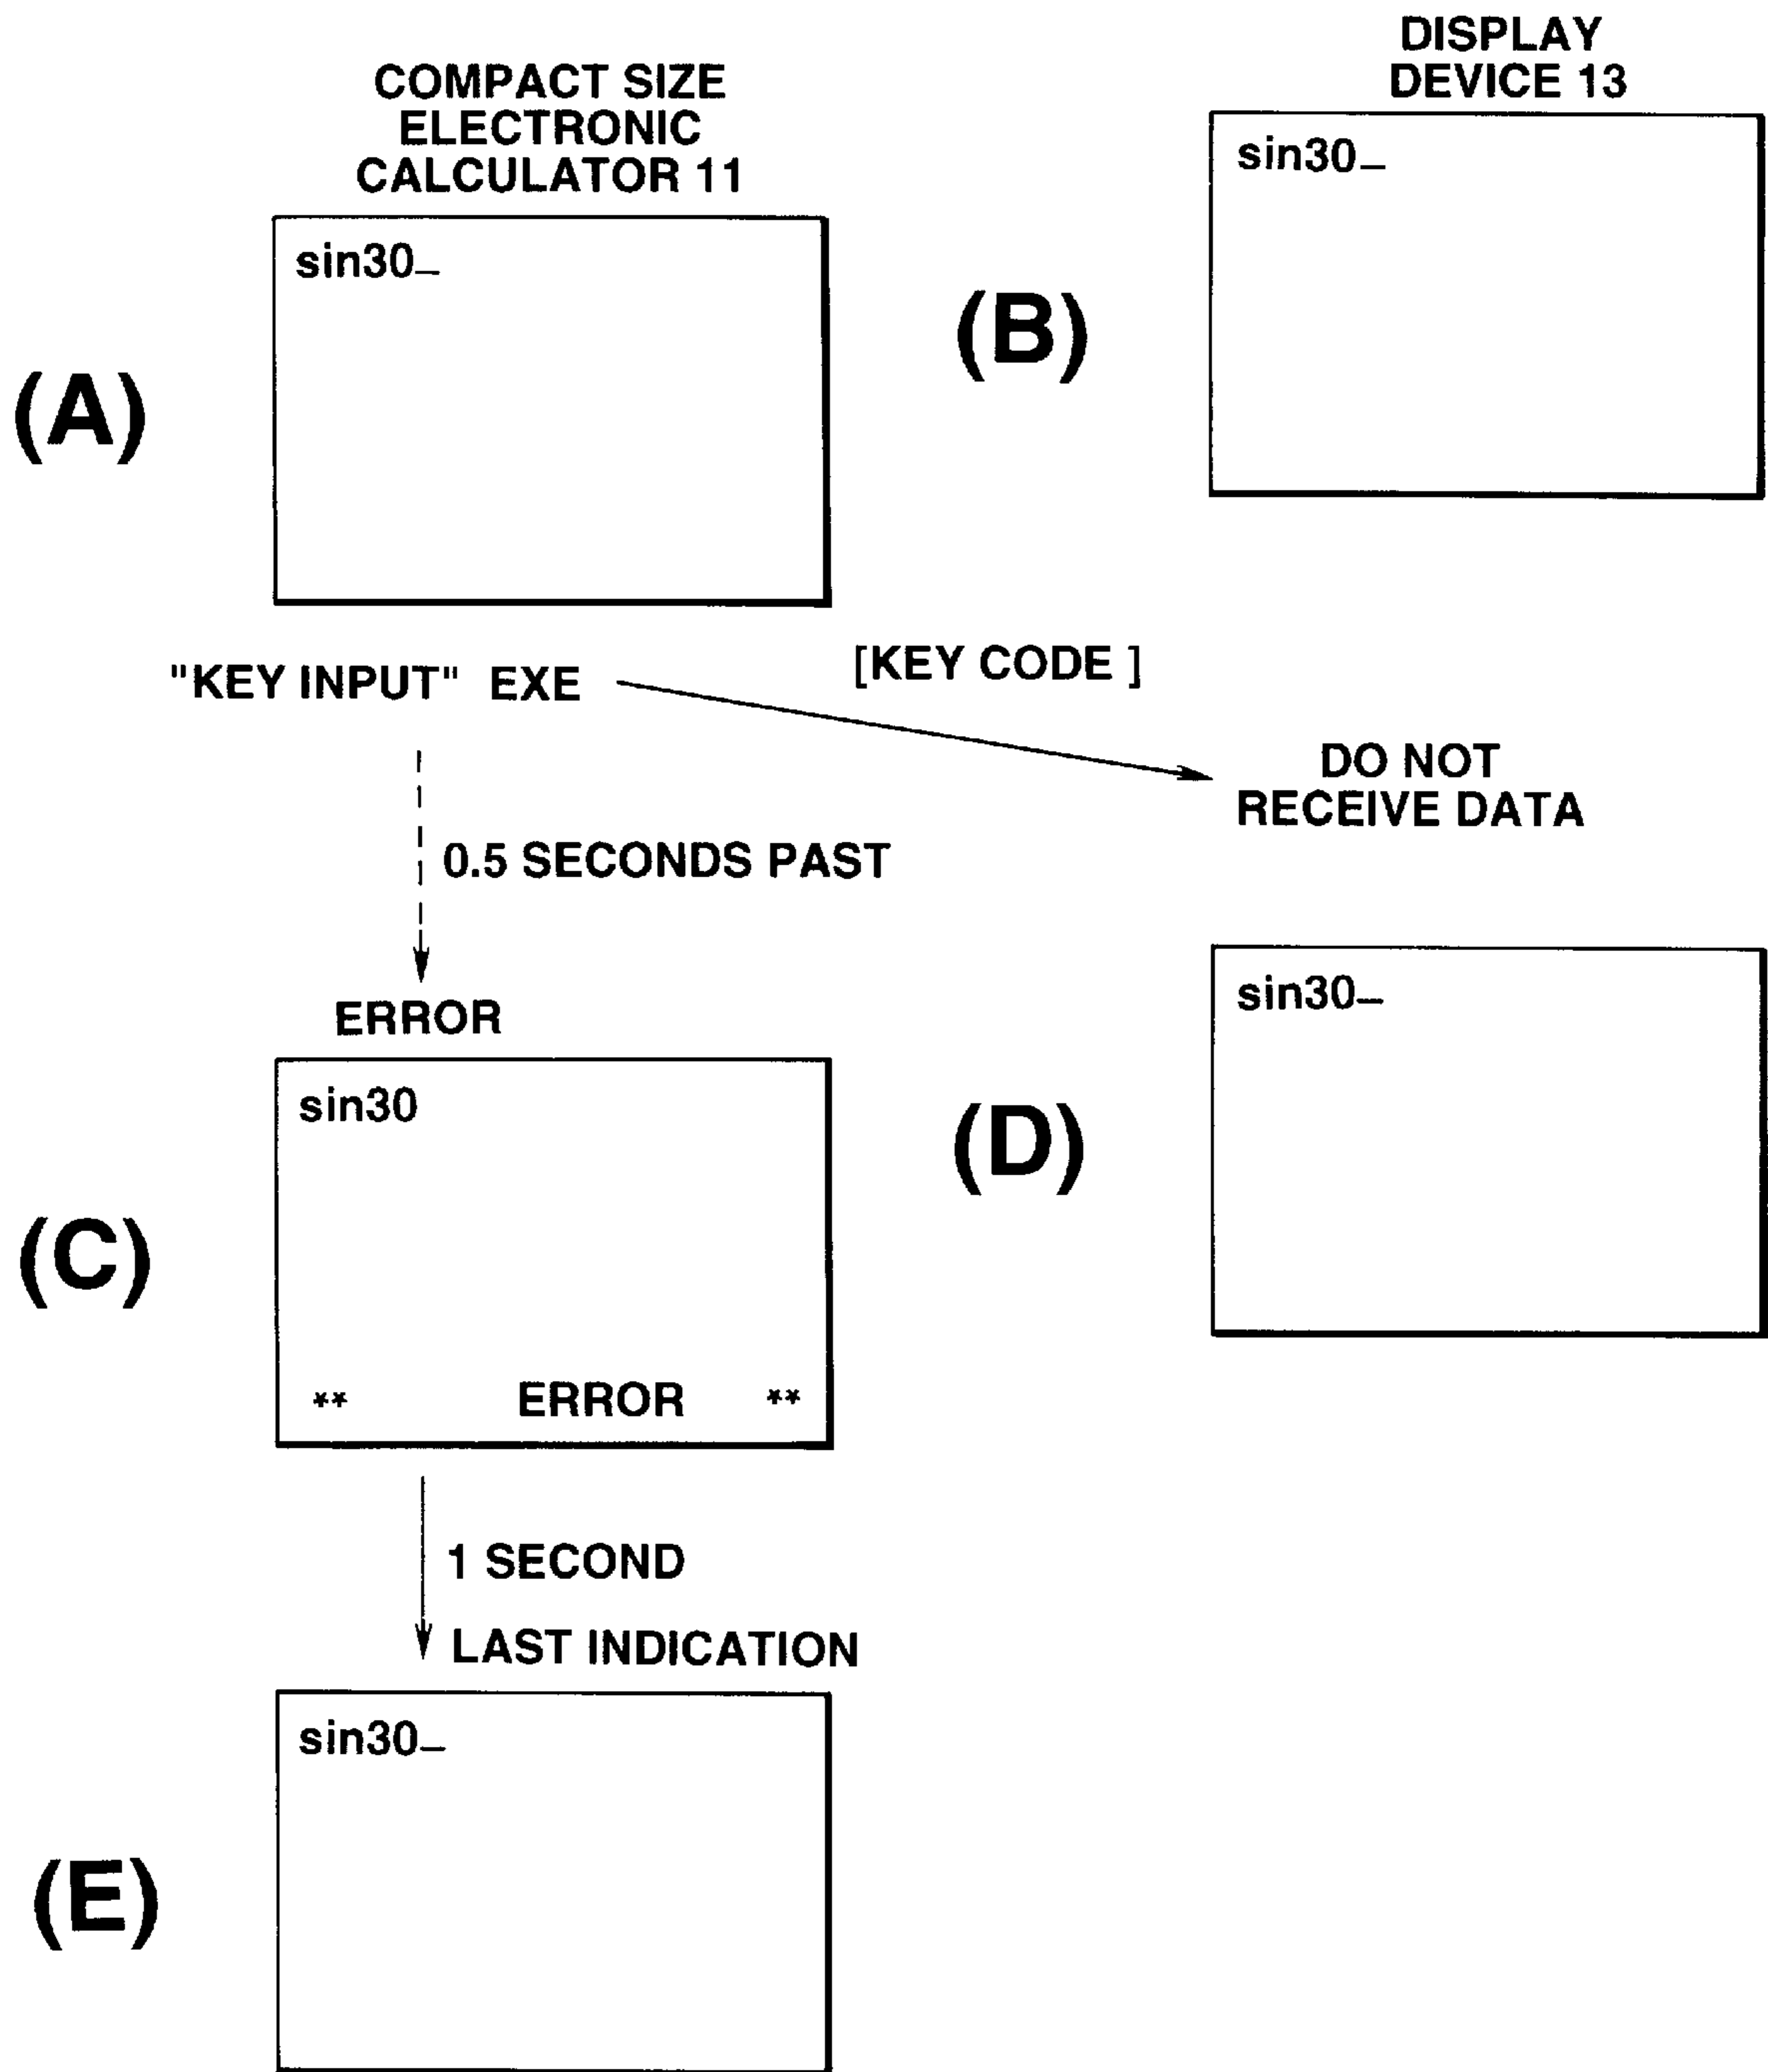 DISPLAY
DEVICE 13
COMPACT SIZE
ELECTRONIC
CALCULATOR 11
sin30_
sin30_
(B)
(A)
"KEY INPUT" EXE
[KEY CODE ]
DO NOT
RECEIVE DATA
0.5 SECONDS PAST
ERROR
sin30_
sin30
(D)
(C)
** ERROR **
1 SECOND
LAST INDICATION
sin30_
(E)